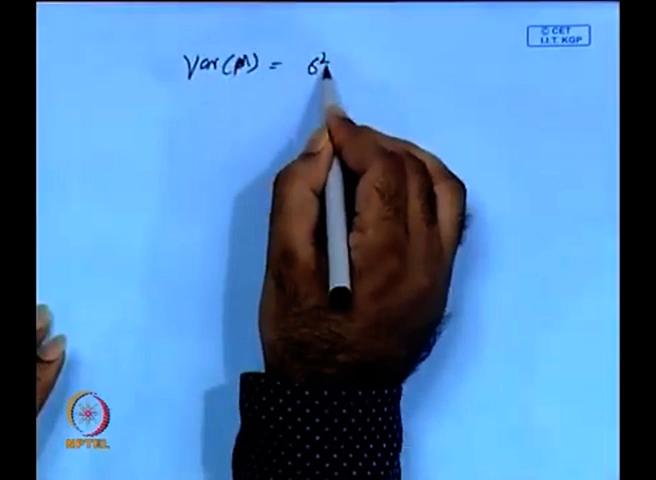 © CET
I.I.T. KGP
Var(M) = σ²
NPTEL